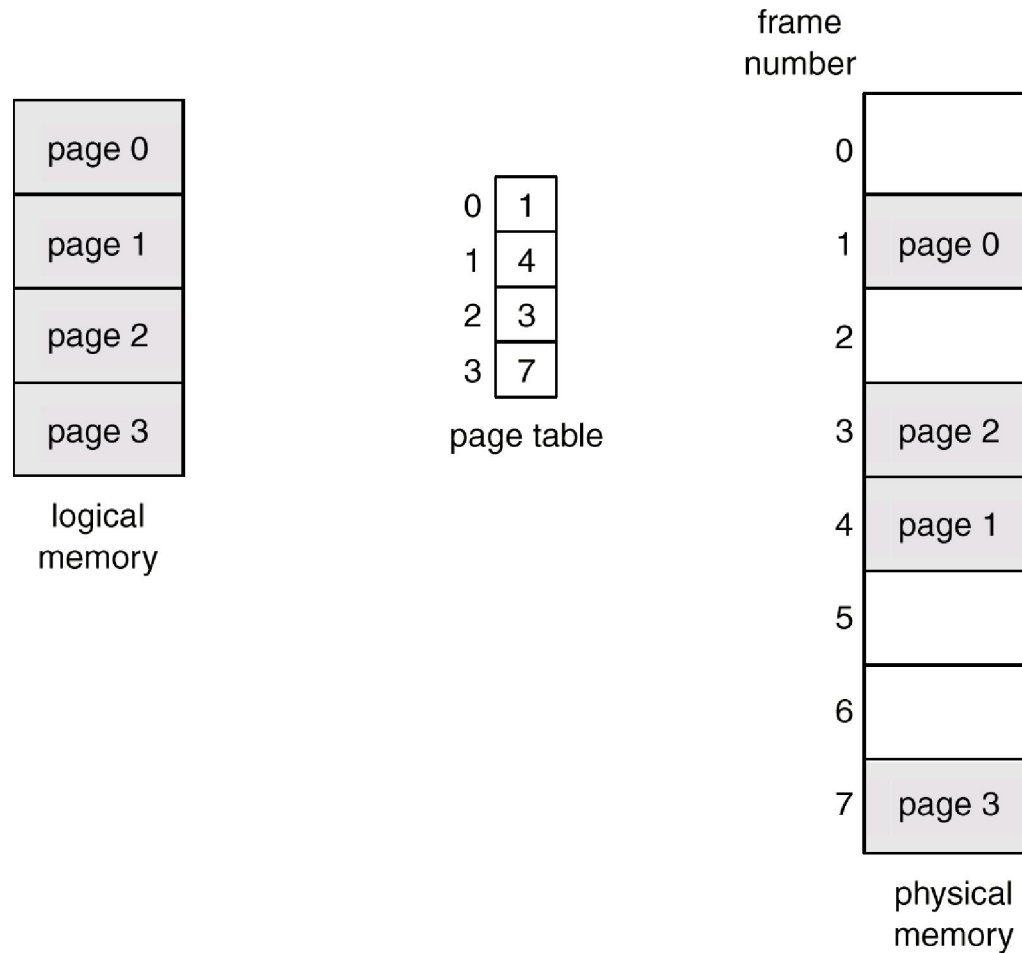 page 0
page 1
page 2
page 3
logical
memory
0 1
1 4
2 3
3 7
page table
frame
number
0
1 page 0
2
3 page 2
4 page 1
5
6
7 page 3
physical
memory